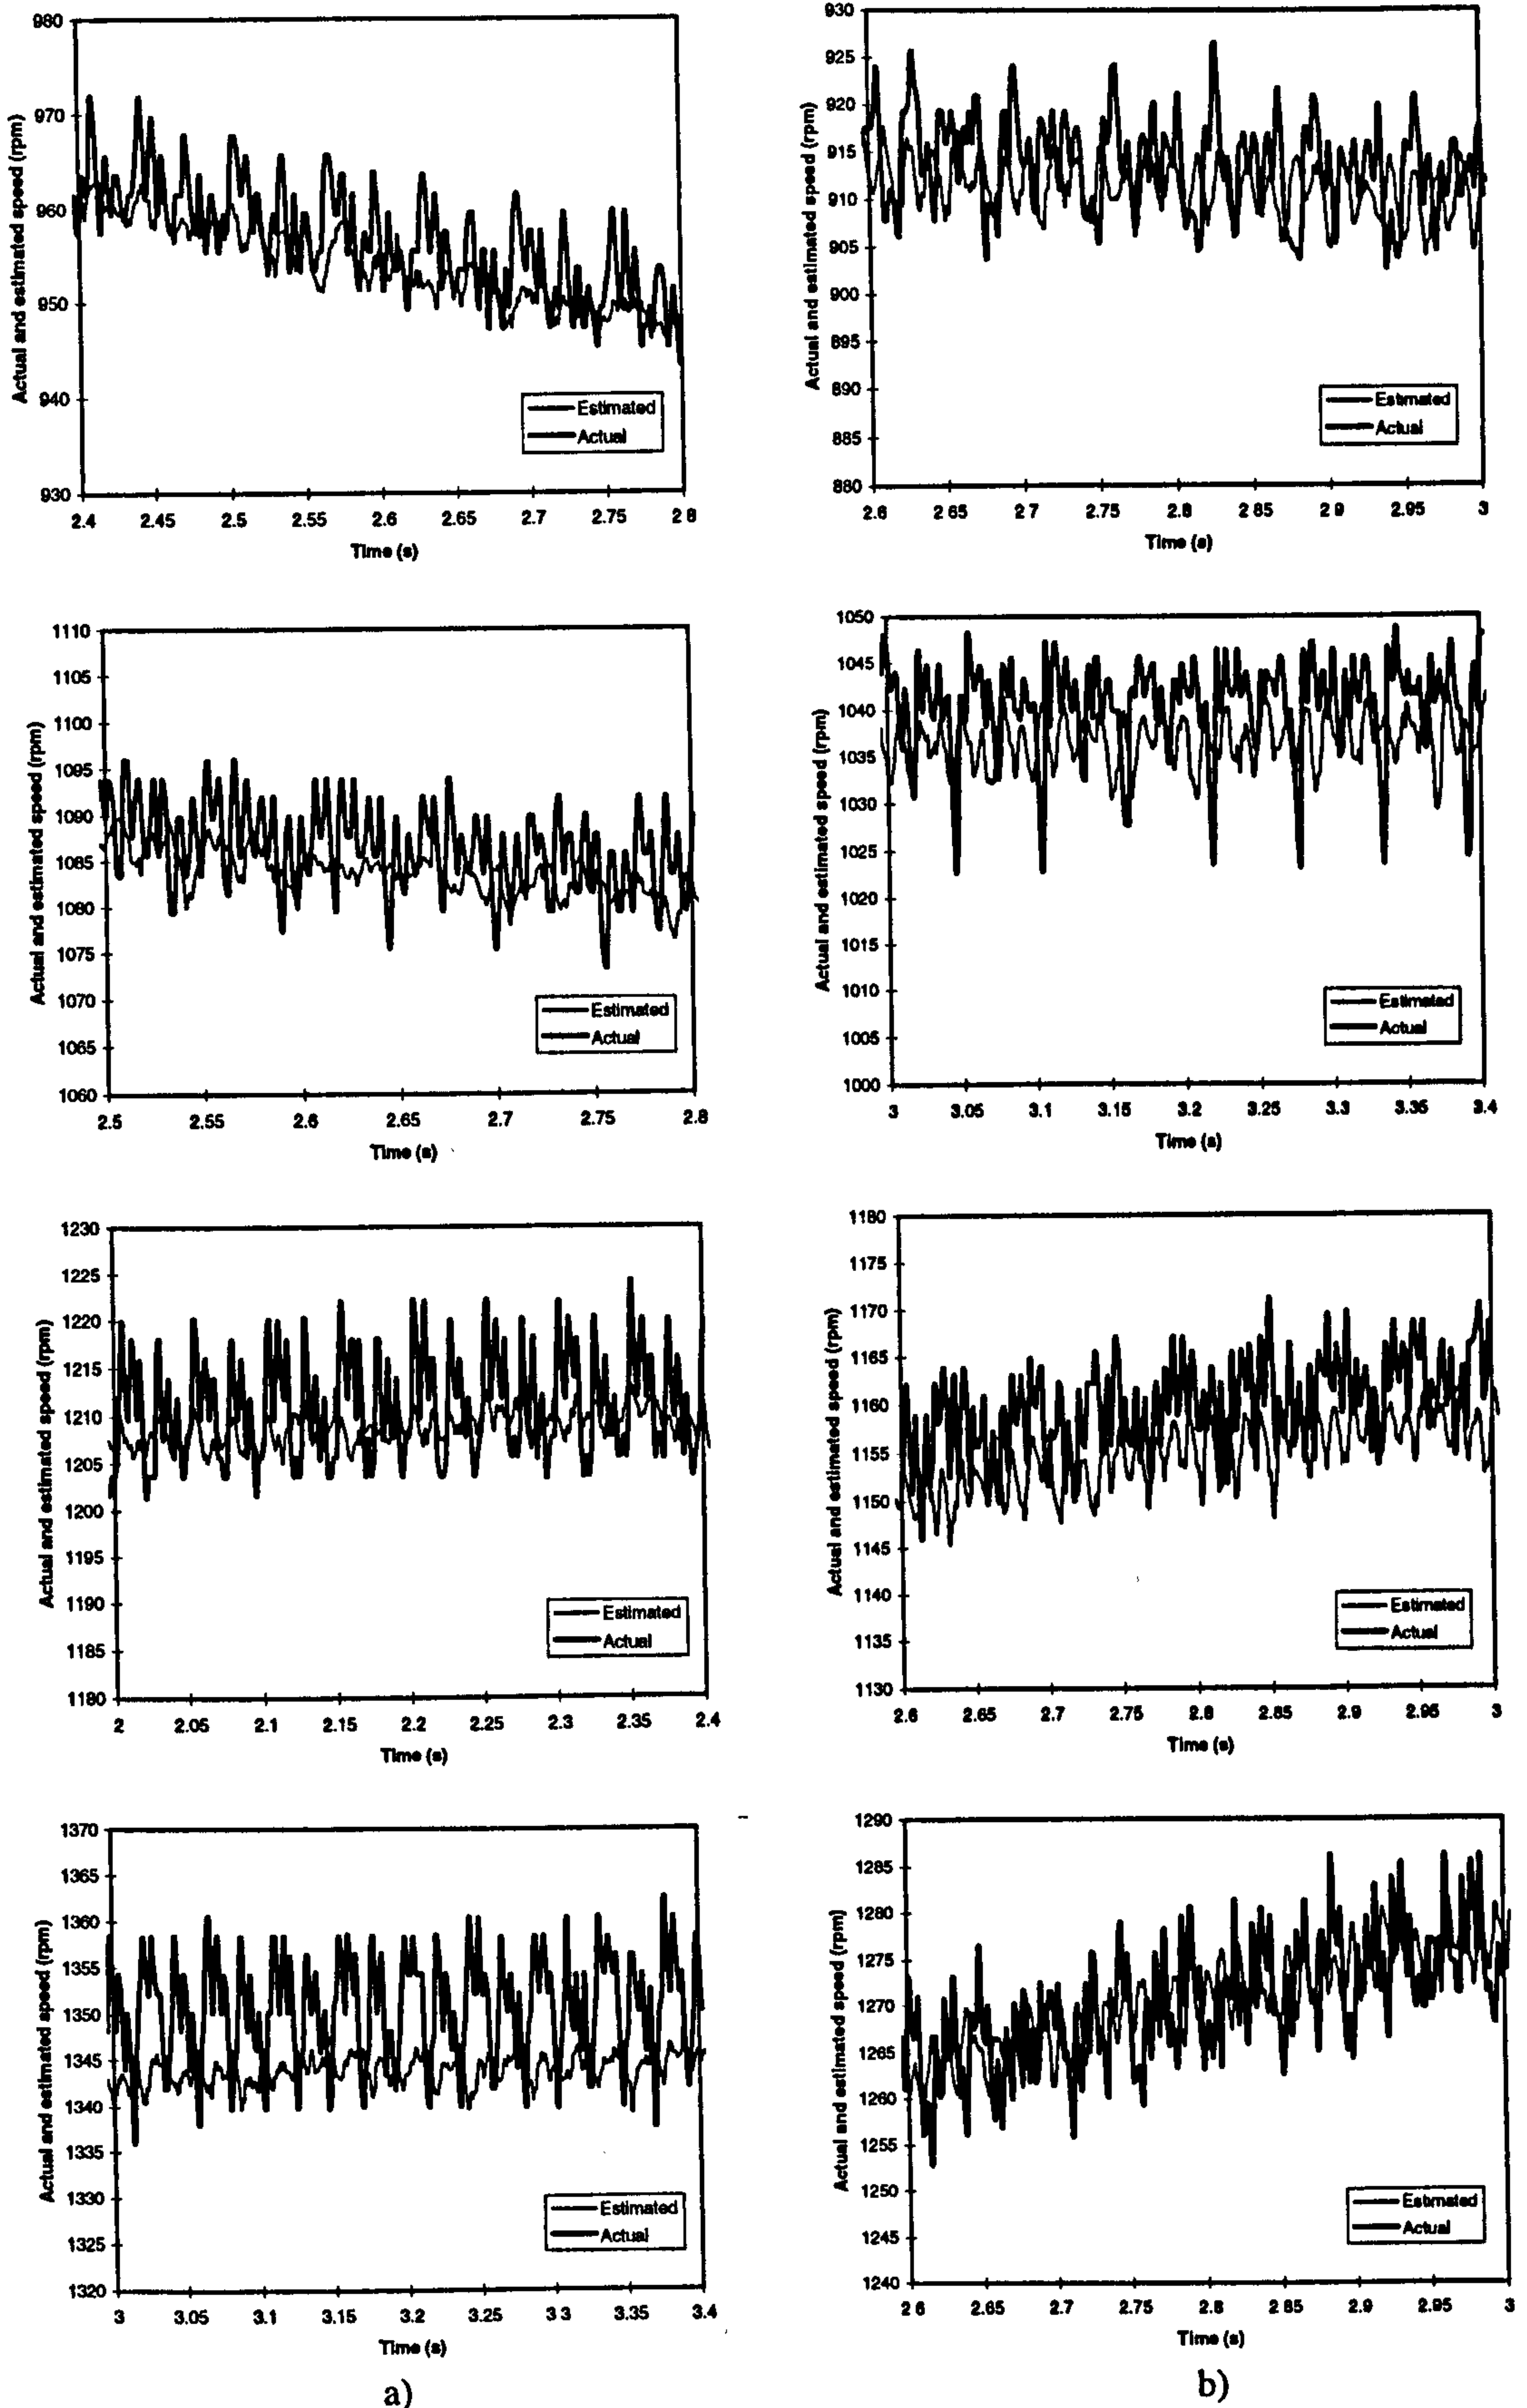 Actual and estimated speed (rpm)
980
970
960
950
940
930
2.4 2.45 2.5 2.55 2.6 2.65 2.7 2.75 2 8
Time (s)
Estimated
Actual
Actual and estimated speed (rpm)
930
925
920
915
910
905
900
895
890
885
880
2.6 2 65 2 7 2.75 2.8 2 85 2 9 2.95 3
Time (s)
Estimated
Actual
Actual and estimated speed (rpm)
1110
1105
1100
1095
1090
1085
1080
1075
1070
1065
1060
2.5 2.55 2.6 2.65 2.7 2.75 2.8
Time (s)
Estimated
Actual
Actual and estimated speed (rpm)
1050
1045
1040
1035
1030
1025
1020
1015
1010
1005
1000
3 3.05 3.1 3.15 3.2 3.25 3.3 3.35 3.4
Time (s)
Estimated
Actual
Actual and estimated speed (rpm)
1230
1225
1220
1215
1210
1205
1200
1195
1190
1185
1180
2 2.05 2.1 2.15 2.2 2.25 2.3 2.35 2.4
Time (s)
Estimated
Actual
Actual and estimated speed (rpm)
1180
1175
1170
1165
1160
1155
1150
1145
1140
1135
1130
2.6 2.65 2.7 2.75 2.8 2.85 2.9 2.95 3
Time (s)
Estimated
Actual
Actual and estimated speed (rpm)
1370
1365
1360
1355
1350
1345
1340
1335
1330
1325
1320
3 3.05 3.1 3.15 3.2 3.25 3 3 3.35 3.4
Time (s)
Estimated
Actual
Actual and estimated speed (rpm)
1290
1285
1280
1275
1270
1265
1260
1255
1250
1245
1240
2 6 2.65 2.7 2.75 2.8 2 85 2.9 2.95 3
Time (s)
Estimated
Actual
a)
b)